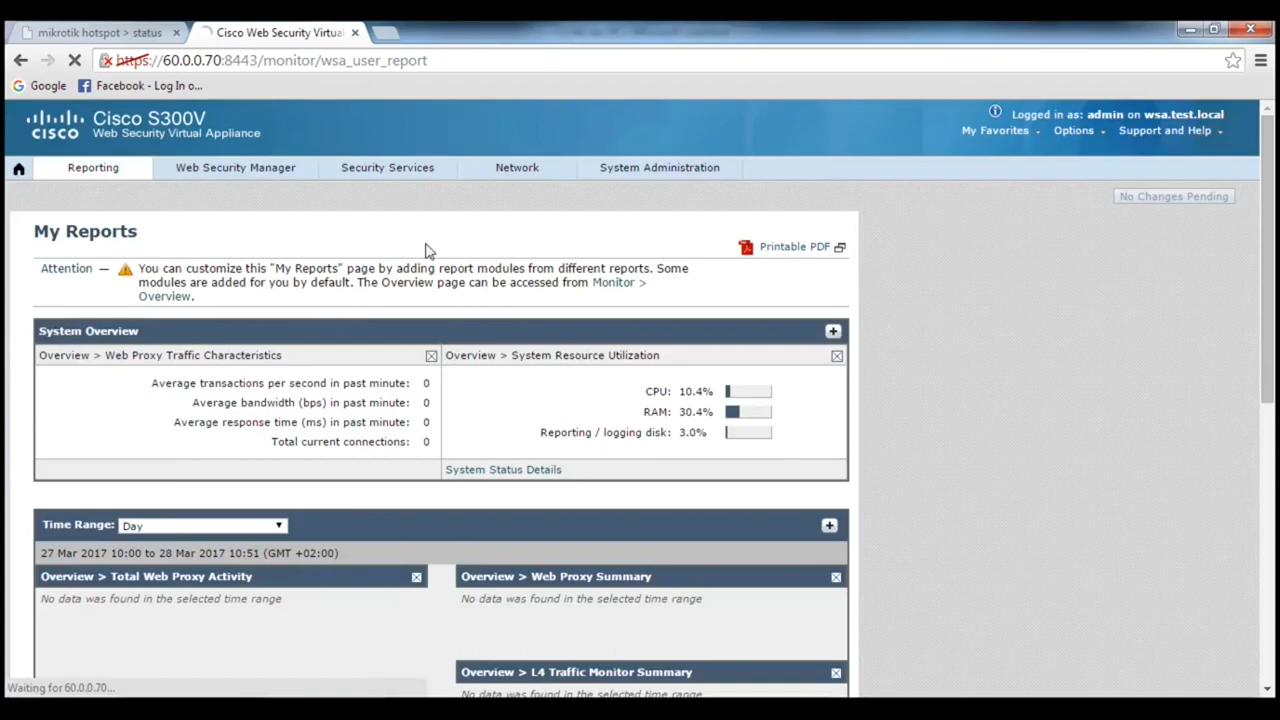 mikrotik hotspot > status
Cisco Web Security Virtual
https://60.0.0.70:8443/monitor/wsa_user_report
Google
Facebook - Log In o...
CISCO
Cisco S300V
Web Security Virtual Appliance
Logged in as: admin on wsa.test.local
My Favorites
Options
Support and Help
Reporting
Web Security Manager
Security Services
Network
System Administration
No Changes Pending
My Reports
Printable PDF
Attention — You can customize this "My Reports" page by adding report modules from different reports. Some
modules are added for you by default. The Overview page can be accessed from Monitor >
Overview.
System Overview
Overview > Web Proxy Traffic Characteristics
Average transactions per second in past minute: 0
Average bandwidth (bps) in past minute: 0
Average response time (ms) in past minute: 0
Total current connections: 0
Overview > System Resource Utilization
CPU: 10.4%
RAM: 30.4%
Reporting / logging disk: 3.0%
System Status Details
Time Range: Day
27 Mar 2017 10:00 to 28 Mar 2017 10:51 (GMT +02:00)
Overview > Total Web Proxy Activity
No data was found in the selected time range
Overview > Web Proxy Summary
No data was found in the selected time range
Overview > L4 Traffic Monitor Summary
No data was found in the selected time range
Waiting for 60.0.0.70...